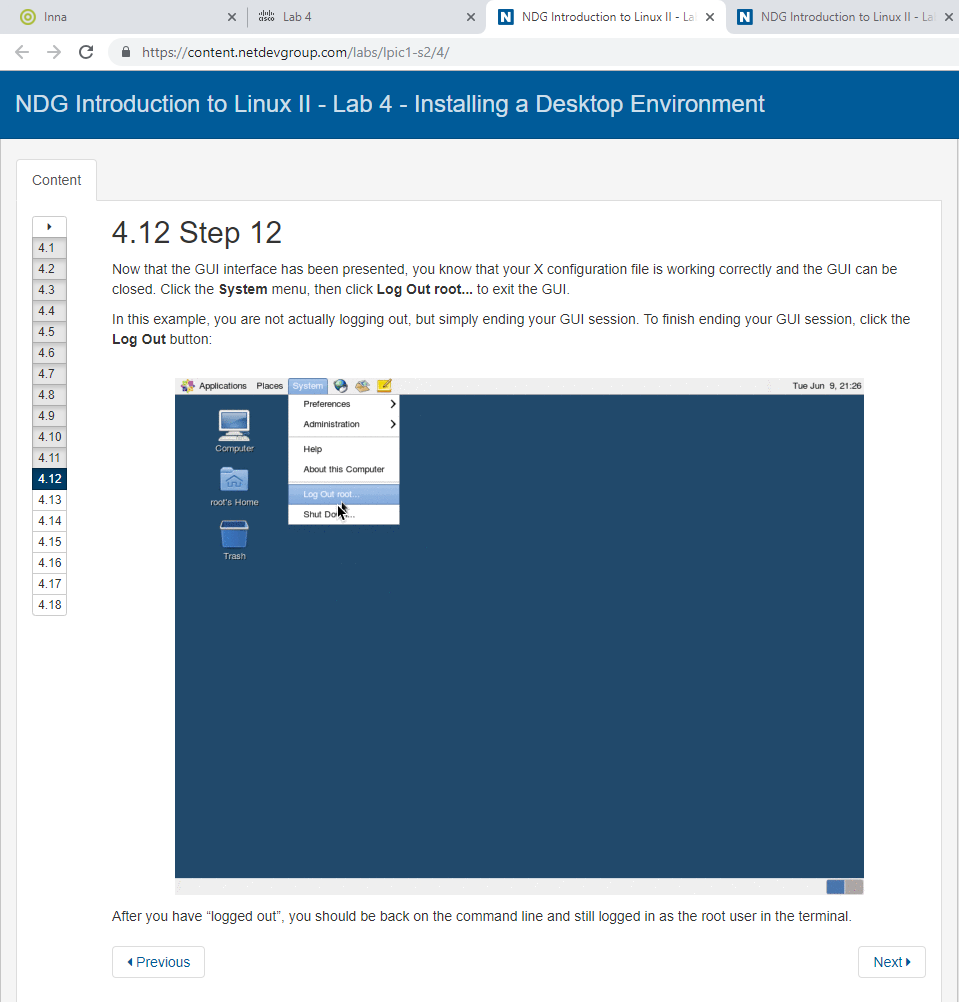 Inna
cisco
Lab 4
NDG Introduction to Linux II - La
NDG Introduction to Linux II - Lal
https://content.netdevgroup.com/labs/lpic1-s2/4/
NDG Introduction to Linux II - Lab 4 - Installing a Desktop Environment
Content
4.1
4.2
4.3
4.4
4.5
4.6
4.7
4.8
4.9
4.10
4.11
4.12
4.13
4.14
4.15
4.16
4.17
4.18
4.12 Step 12
Now that the GUI interface has been presented, you know that your X configuration file is working correctly and the GUI can be
closed. Click the System menu, then click Log Out root... to exit the GUI.
In this example, you are not actually logging out, but simply ending your GUI session. To finish ending your GUI session, click the
Log Out button:
Applications Places System Tue Jun 9, 21:26
Preferences
Administration
Help
About this Computer
Log Out root...
Computer
root's Home
Trash
After you have “logged out”, you should be back on the command line and still logged in as the root user in the terminal.
Previous
Next